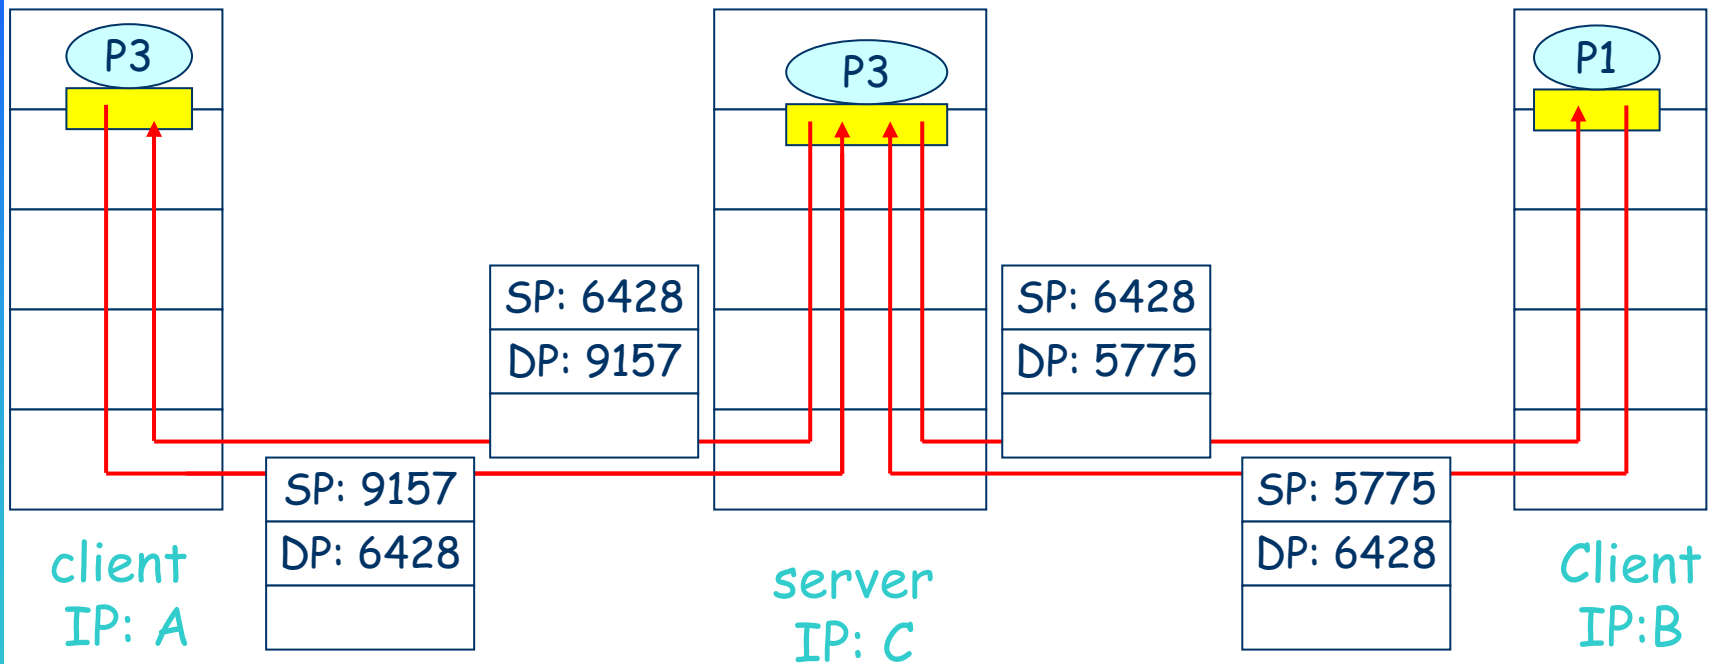 P3
P3
P1
SP: 6428
DP: 9157
SP: 6428
DP: 5775
SP: 9157
DP: 6428
SP: 5775
DP: 6428
client
IP: A
server
IP: C
Client
IP:B